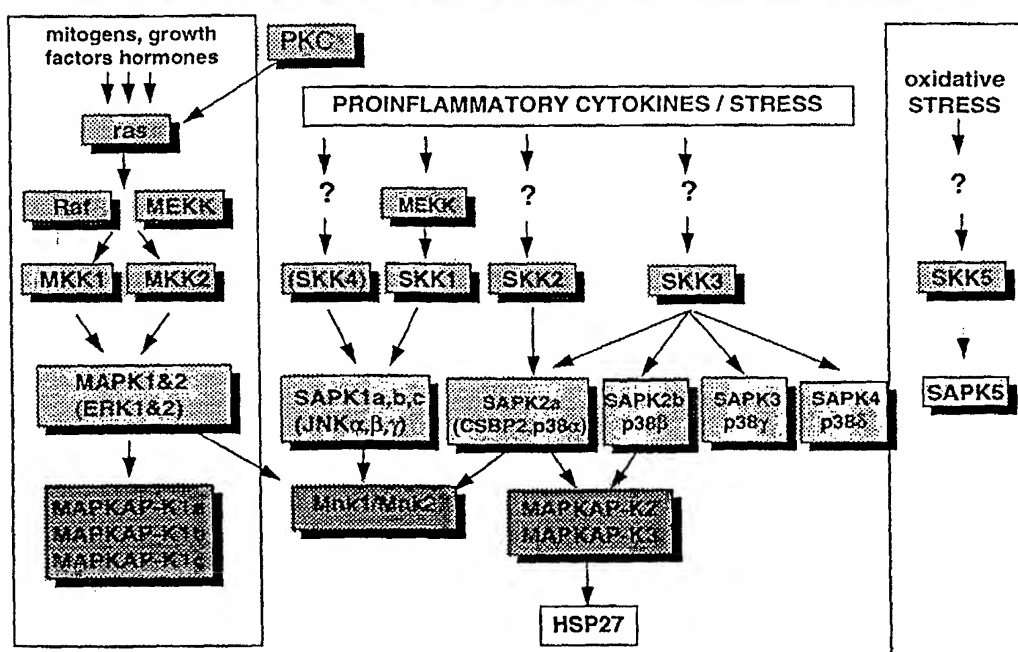 mitogens, growth
factors hormones
PKC
ras
Raf
MEKK
MKK1
MKK2
MAPK1&2
(ERK1&2)
MAPKAP-K1a
MAPKAP-K1b
MAPKAP-K1c
PROINFLAMMATORY CYTOKINES / STRESS
?
MEKK
?
?
(SKK4)
SKK1
SKK2
SKK3
SAPK1a,b,c
(JNKα,β,γ)
SAPK2a
(CSBP2,p38α)
SAPK2b
p38β
SAPK3
p38γ
SAPK4
p38δ
Mnk1/Mnk2
MAPKAP-K2
MAPKAP-K3
HSP27
oxidative
STRESS
?
SKK5
SAPK5